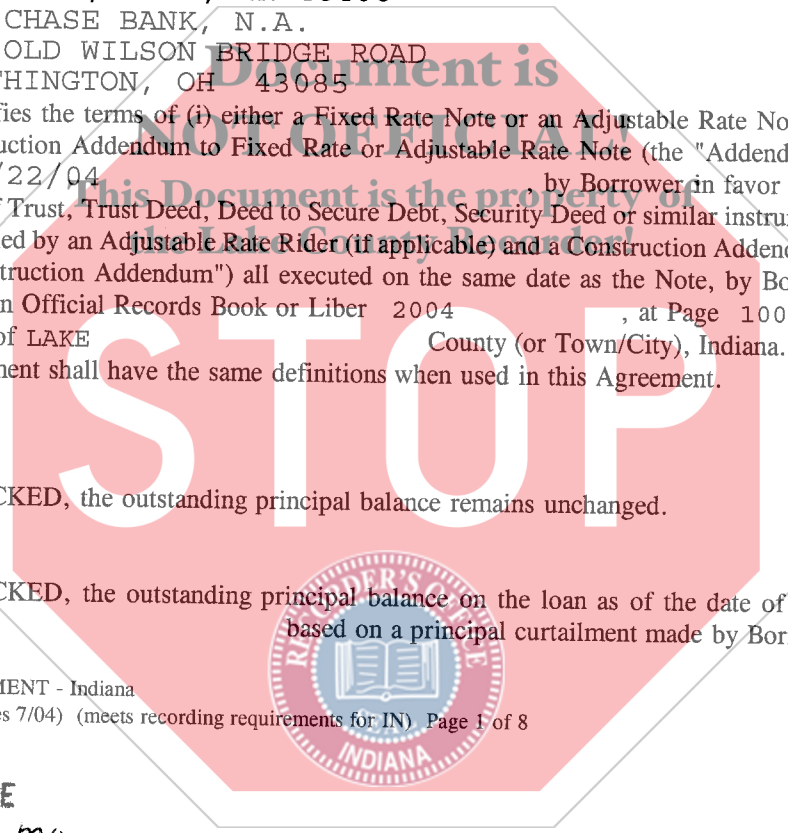 CHASE BANK, N.A.
OLD WILSON BRIDGE ROAD
THINGTON, OH 43085
Document is
fies the terms of (i) either a Fixed Rate Note or an Adjustable Rate No
NOT OFFICIAL!
uction Addendum to Fixed Rate or Adjustable Rate Note (the "Addend
/22/04 , by Borrower in favor
This Document is the property of
f Trust, Trust Deed, Deed to Secure Debt, Security Deed or similar instru
the Lake County Recorder!
ed by an Adjustable Rate Rider (if applicable) and a Construction Addend
truction Addendum") all executed on the same date as the Note, by Bo
n Official Records Book or Liber 2004 , at Page 100
of LAKE County (or Town/City), Indiana.
ment shall have the same definitions when used in this Agreement.
STOP
CKED, the outstanding principal balance remains unchanged.
CKED, the outstanding principal balance on the loan as of the date of
based on a principal curtailment made by Bor
RECORDER'S OFFICE
SEAL
INDIANA
MENT - Indiana
es 7/04) (meets recording requirements for IN) Page 1 of 8
E